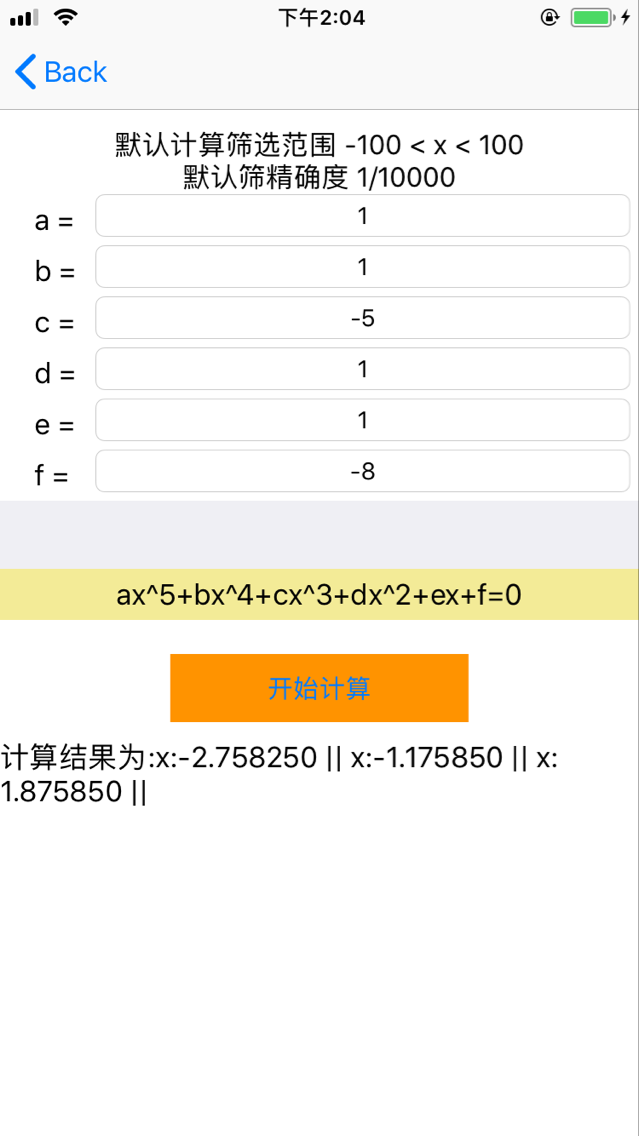 下午2:04
Back
默认计算筛选范围 -100 < x < 100
默认筛精确度 1/10000
a = 1
b = 1
c = -5
d = 1
e = 1
f = -8
ax^5+bx^4+cx^3+dx^2+ex+f=0
开始计算
计算结果为:x:-2.758250 || x:-1.175850 || x:
1.875850 ||